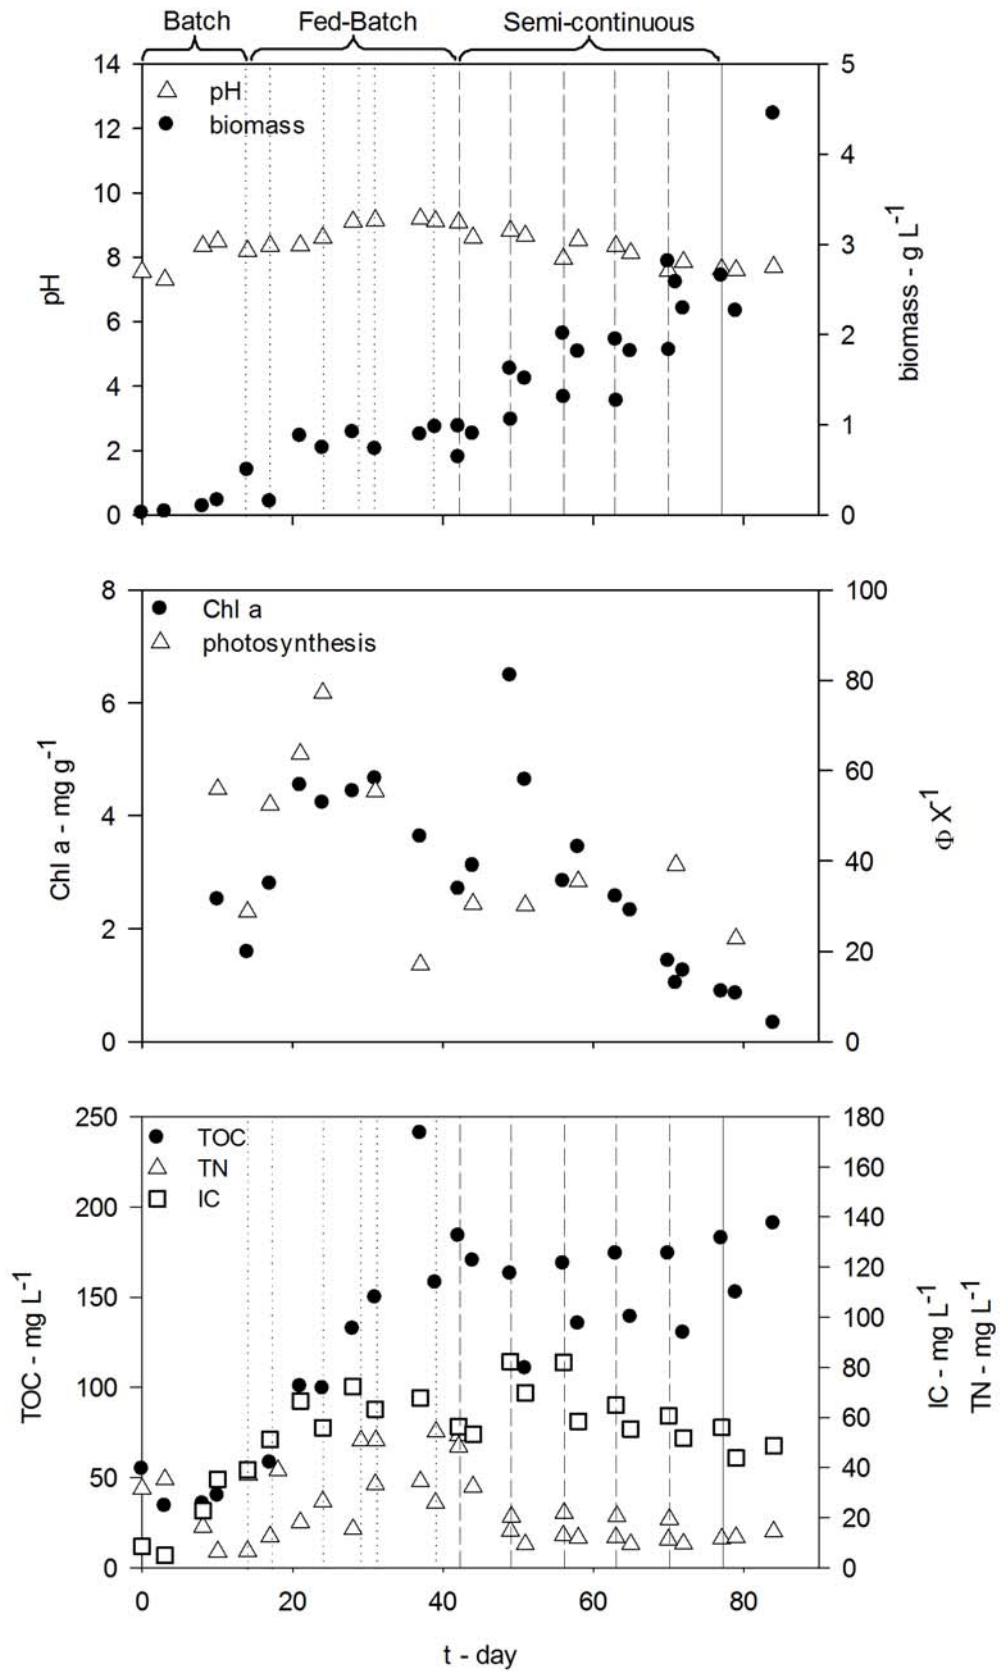 Batch Fed-Batch Semi-continuous
14 5
pH
biomass
12
4
10
3
8
6
2
4
1
2
0 0
pH
biomass - g L-1
8 100
Chl a
photosynthesis
80
6
60
4
40
2
20
0 0
Chl a - mg g-1
Φ X-1
250 180
TOC
TN
IC
160
200
140
120
150
100
100
80
60
50
40
20
0 0
TOC - mg L-1
IC - mg L-1
TN - mg L-1
0 20 40 60 80
t - day